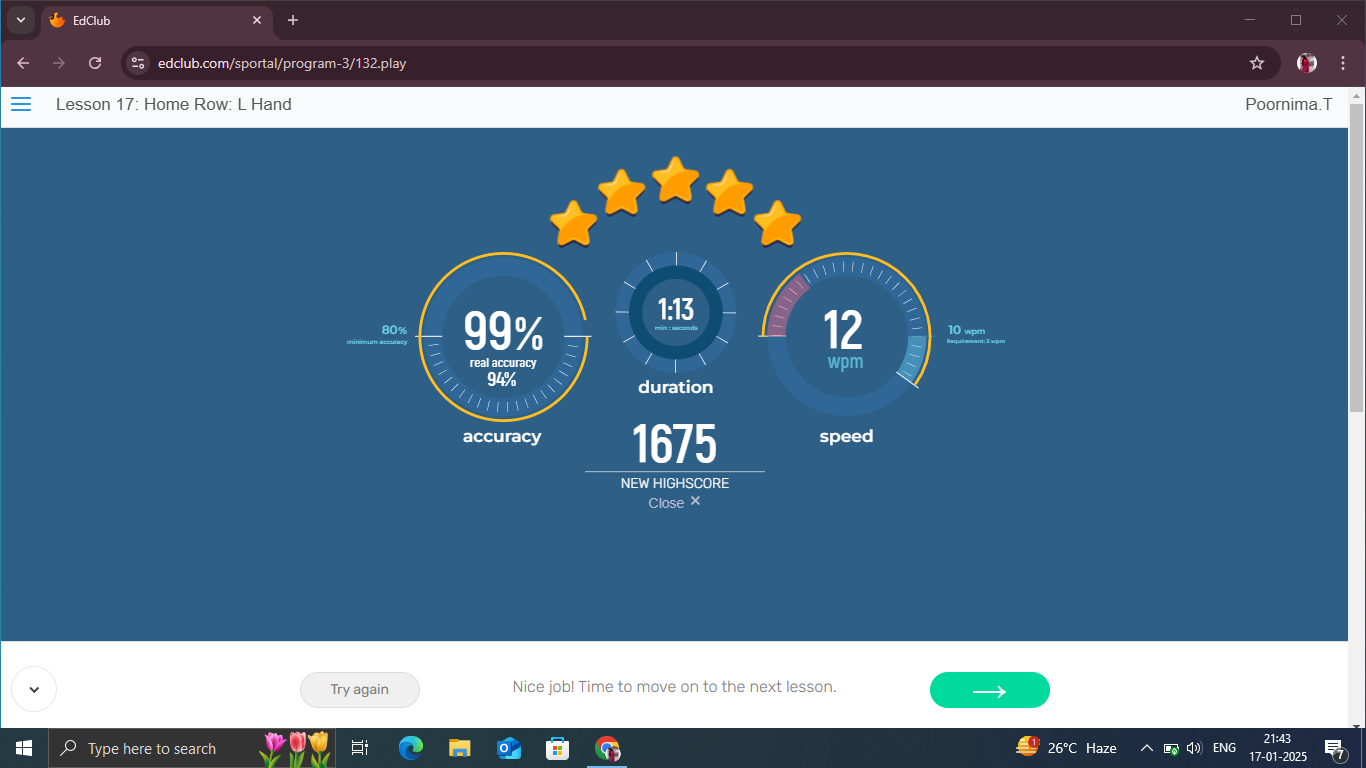 EdClub
edclub.com/sportal/program-3/132.play
Lesson 17: Home Row: L Hand
Poornima.T
80%
minimum accuracy
99%
real accuracy
94%
accuracy
1:13
min : seconds
duration
12
wpm
speed
10 wpm
Requirement: 3 wpm
1675
NEW HIGHSCORE
Close ×
Try again
Nice job! Time to move on to the next lesson.
Type here to search
1
26°C Haze
ENG
21:43
17-01-2025
7